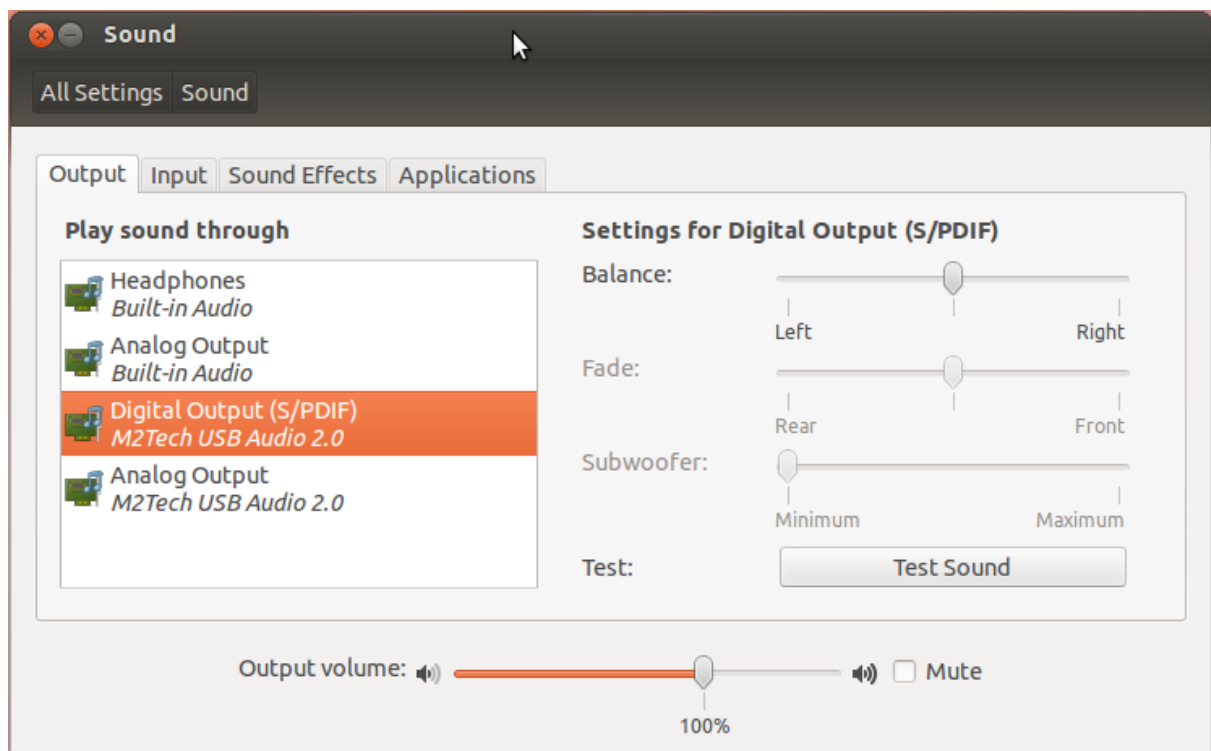 Sound
All Settings Sound
Output Input Sound Effects Applications
Play sound through
Headphones
Built-in Audio
Analog Output
Built-in Audio
Digital Output (S/PDIF)
M2Tech USB Audio 2.0
Analog Output
M2Tech USB Audio 2.0
Settings for Digital Output (S/PDIF)
Balance:
Left Right
Fade:
Rear Front
Subwoofer:
Minimum Maximum
Test: Test Sound
Output volume: Mute
100%